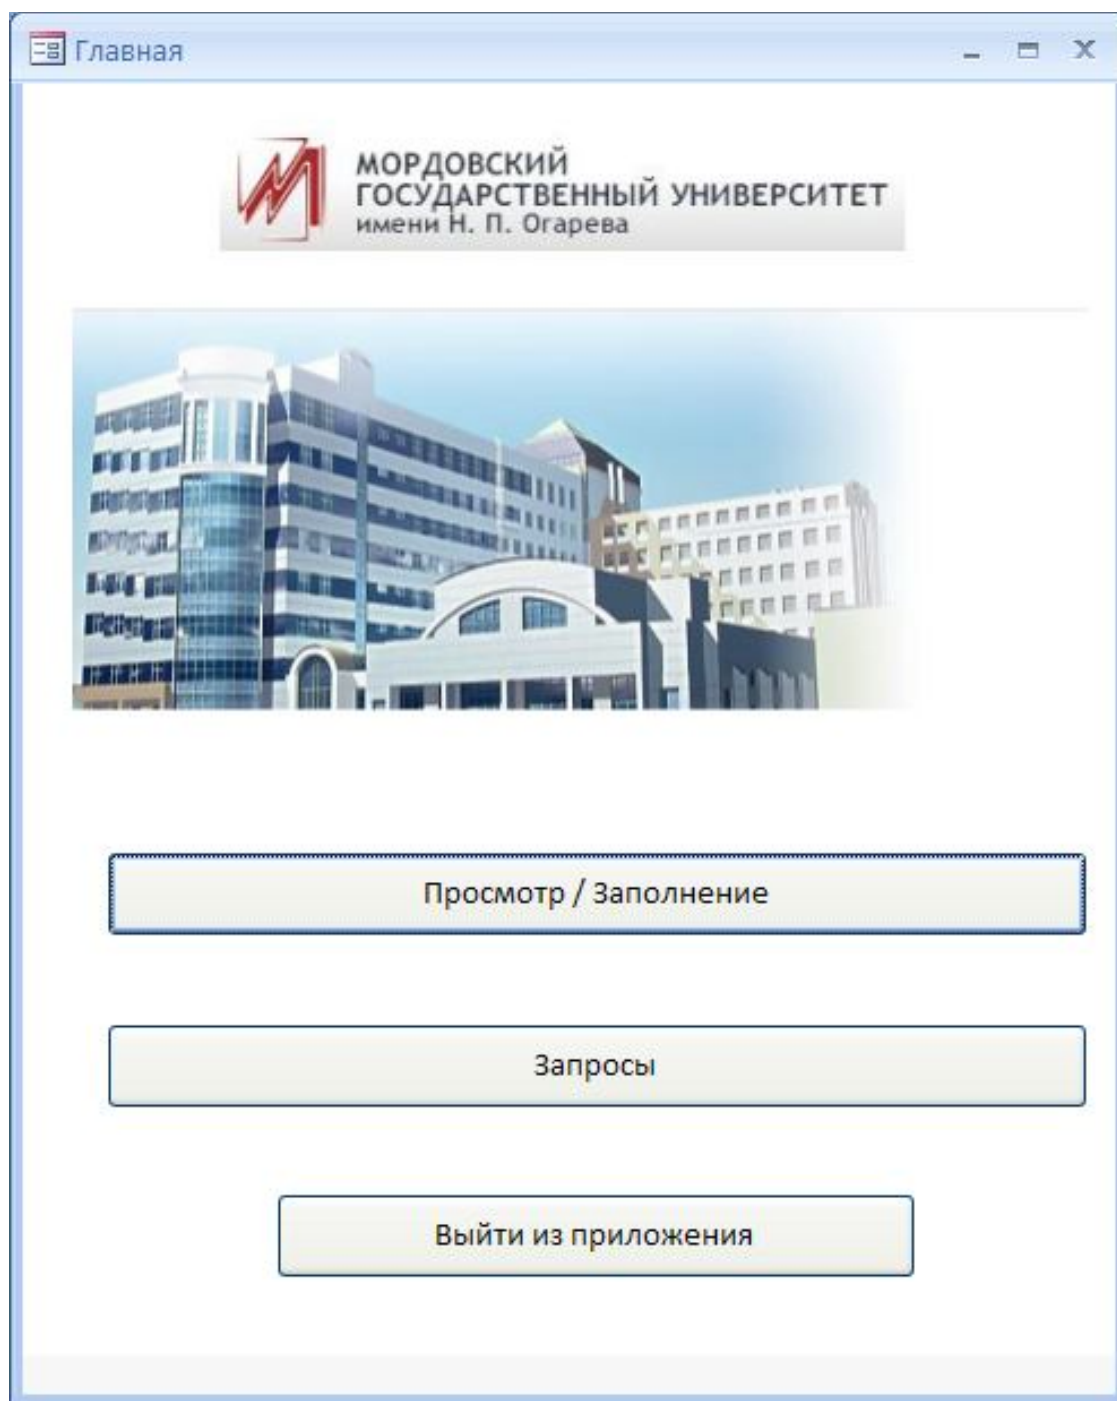 Главная
МОРДОВСКИЙ
ГОСУДАРСТВЕННЫЙ УНИВЕРСИТЕТ
имени Н. П. Огарева
Просмотр / Заполнение
Запросы
Выйти из приложения